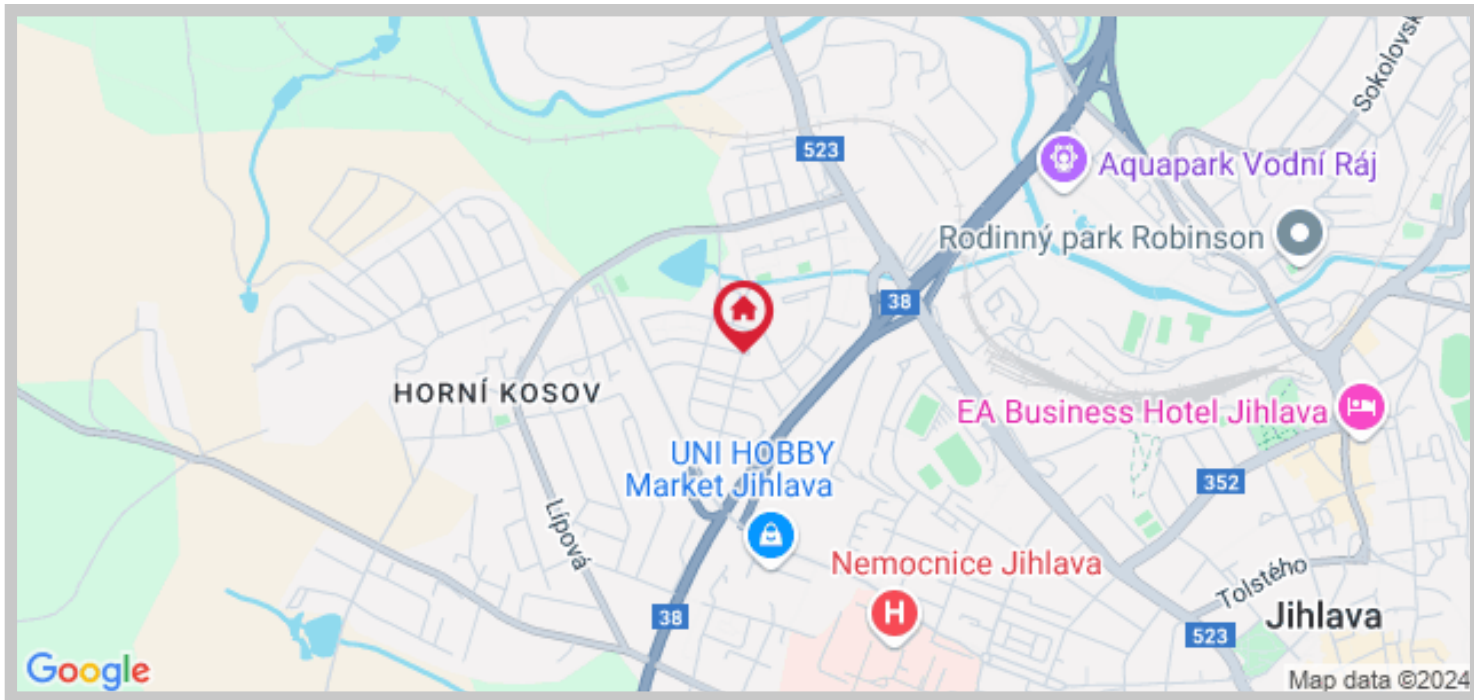 Sokolovsk
523
Aquapark Vodní Ráj
Rodinný park Robinson
38
HORNÍ KOSOV
EA Business Hotel Jihlava
UNI HOBBY
Market Jihlava
352
Lípová
Nemocnice Jihlava
Tolstého
38
H
Jihlava
523
Google
Map data ©2024